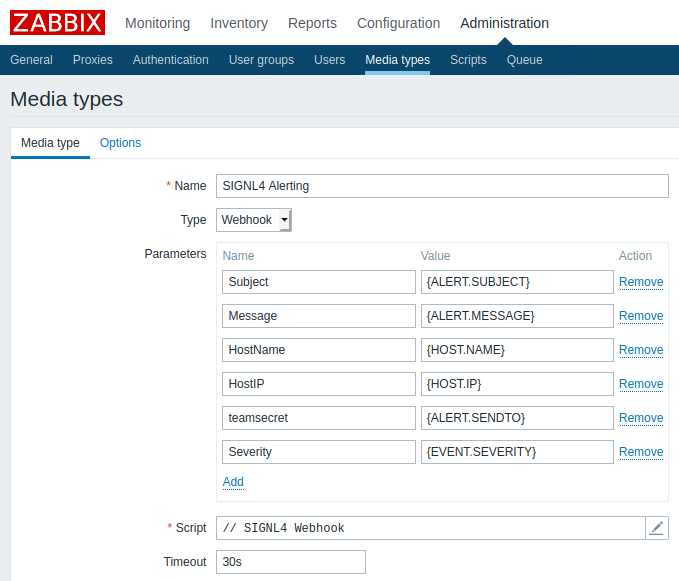 ZABBIX Monitoring Inventory Reports Configuration Administration
General Proxies Authentication User groups Users Media types Scripts Queue
Media types
Media type Options
* Name SIGNL4 Alerting
Type Webhook
Parameters Name Value Action
Subject {ALERT.SUBJECT} Remove
Message {ALERT.MESSAGE} Remove
HostName {HOST.NAME} Remove
HostIP {HOST.IP} Remove
teamsecret {ALERT.SENDTO} Remove
Severity {EVENT.SEVERITY} Remove
Add
* Script // SIGNL4 Webhook
Timeout 30s